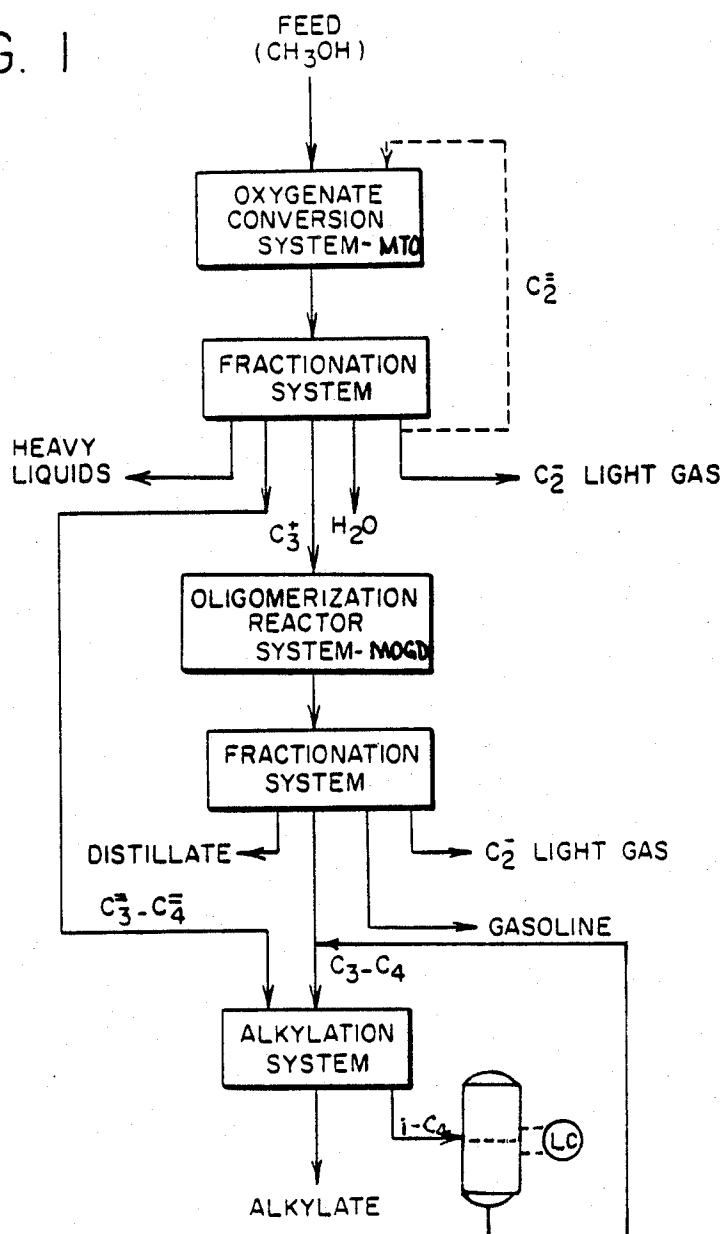 G. 1
FEED
(CH₃OH)
OXYGENATE
CONVERSION
SYSTEM- MTO
C₂⁼
FRACTIONATION
SYSTEM
HEAVY
LIQUIDS
C₂⁻ LIGHT GAS
C₃⁺
H₂O
OLIGOMERIZATION
REACTOR
SYSTEM- MOGD
FRACTIONATION
SYSTEM
DISTILLATE
C₂⁻ LIGHT GAS
C₃⁼-C₄⁼
GASOLINE
C₃-C₄
ALKYLATION
SYSTEM
i-C₄
LC
ALKYLATE